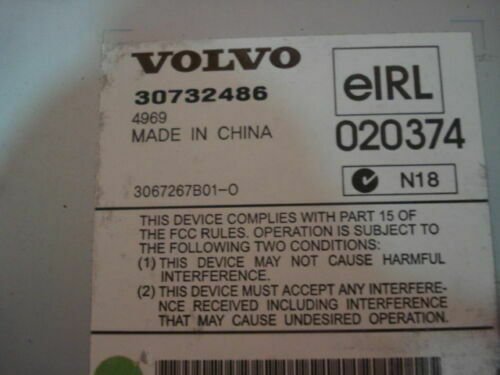 VOLVO
30732486
4969
MADE IN CHINA
eIRL
020374
N18
3067267B01-0
THIS DEVICE COMPLIES WITH PART 15 OF
THE FCC RULES. OPERATION IS SUBJECT TO
THE FOLLOWING TWO CONDITIONS:
(1) THIS DEVICE MAY NOT CAUSE HARMFUL
INTERFERENCE.
(2) THIS DEVICE MUST ACCEPT ANY INTERFERE-
NCE RECEIVED INCLUDING INTERFERENCE
THAT MAY CAUSE UNDESIRED OPERATION.